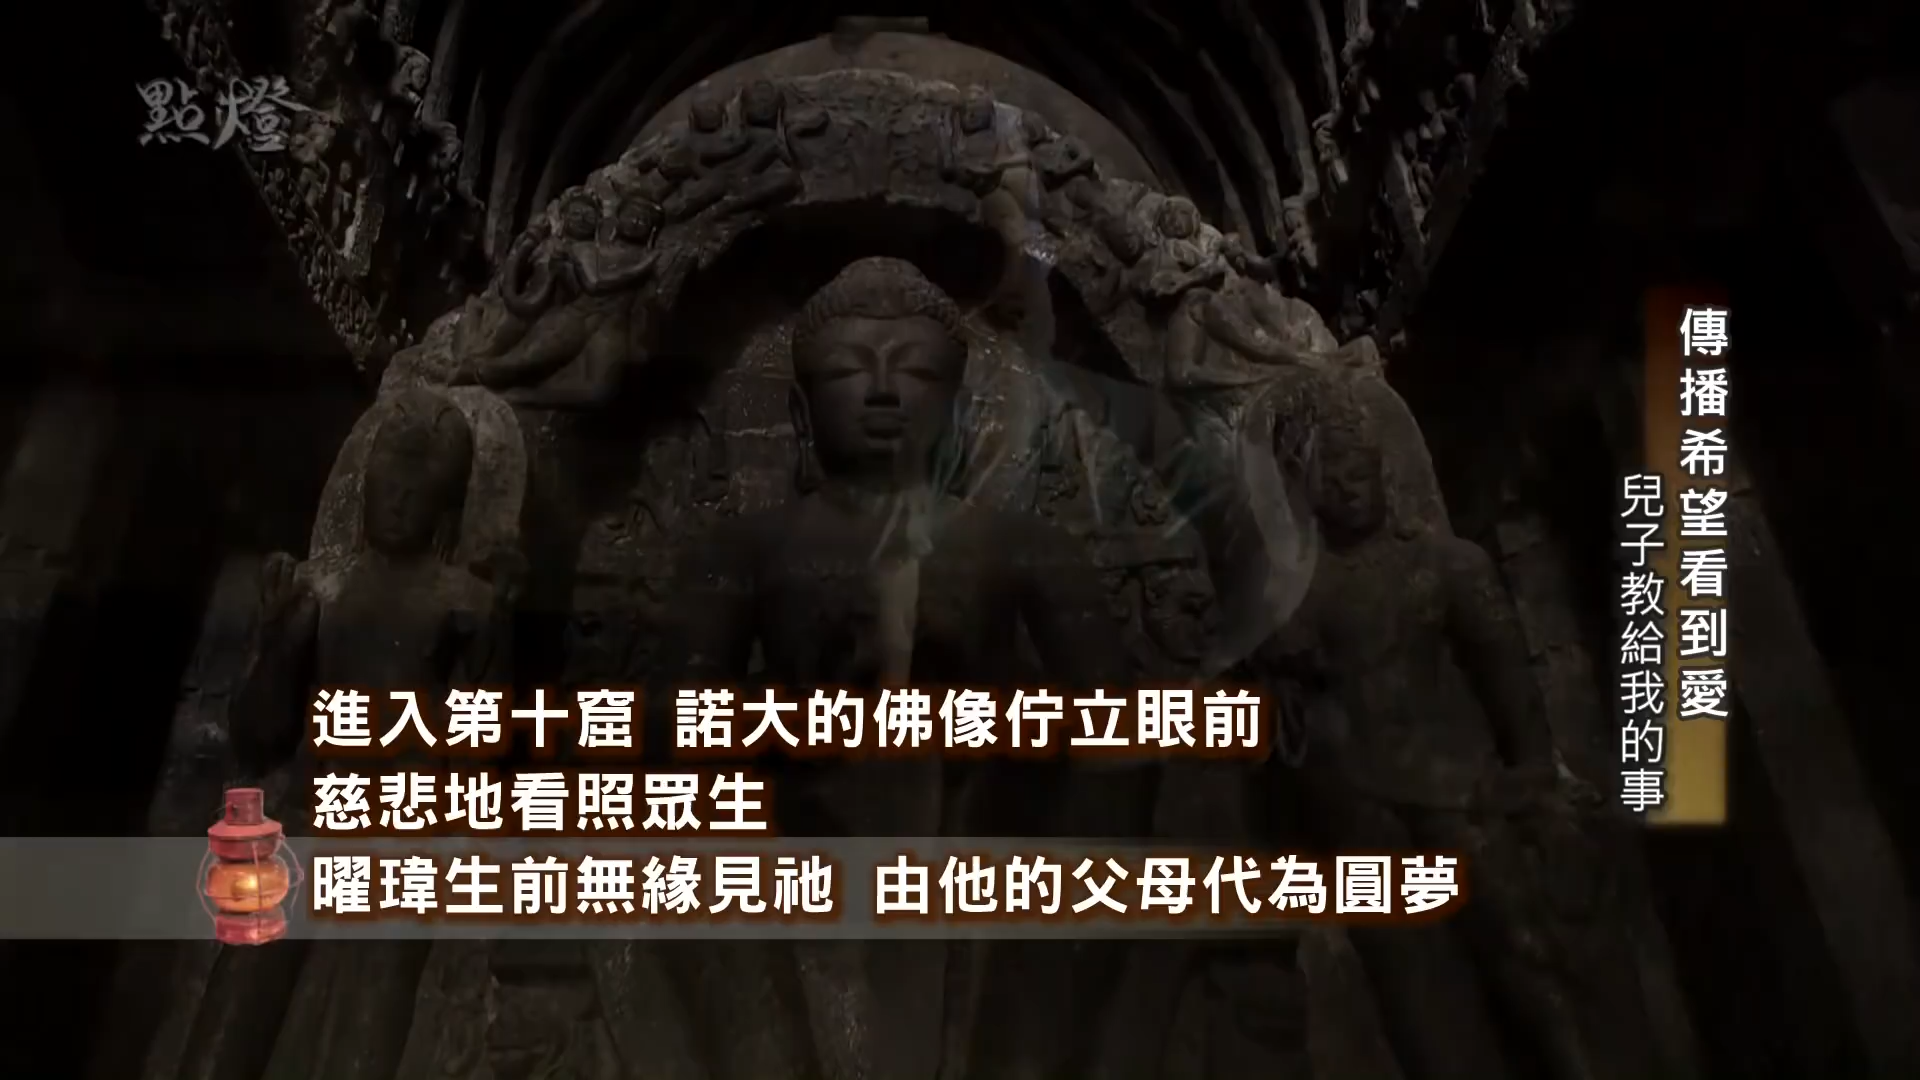 點燈
傳播希望看到愛
兒子教給我的事
進入第十窟 諾大的佛像佇立眼前
慈悲地看照眾生
曜瑋生前無緣見祂 由他的父母代為圓夢